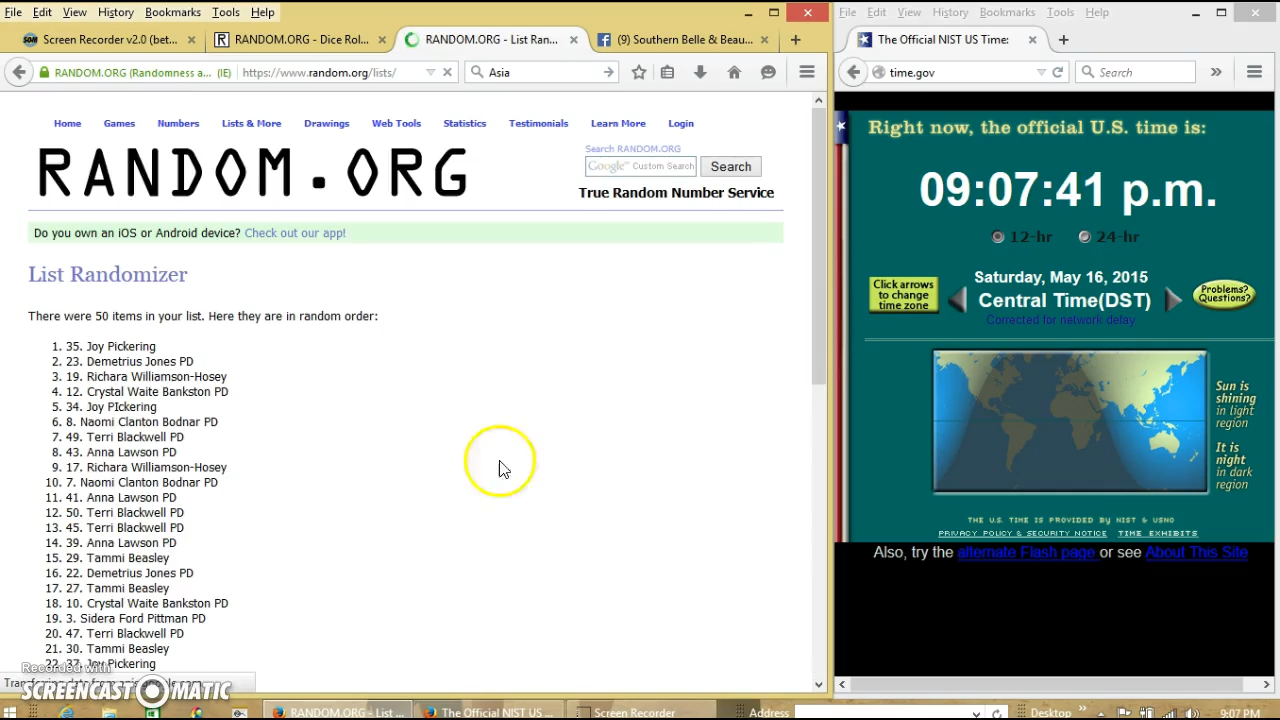 File Edit View History Bookmarks Tools Help
Screen Recorder v2.0 (bet...
RANDOM.ORG - Dice Rol...
RANDOM.ORG - List Ran...
(9) Southern Belle & Beau...
RANDOM.ORG (Randomness a... (IE) https://www.random.org/lists/
Asia
Home Games Numbers Lists & More Drawings Web Tools Statistics Testimonials Learn More Login
RANDOM.ORG
Search RANDOM.ORG
Google™ Custom Search Search
True Random Number Service
Do you own an iOS or Android device? Check out our app!
List Randomizer
There were 50 items in your list. Here they are in random order:
1. 35. Joy Pickering
2. 23. Demetrius Jones PD
3. 19. Richara Williamson-Hosey
4. 12. Crystal Waite Bankston PD
5. 34. Joy PIckering
6. 8. Naomi Clanton Bodnar PD
7. 49. Terri Blackwell PD
8. 43. Anna Lawson PD
9. 17. Richara Williamson-Hosey
10. 7. Naomi Clanton Bodnar PD
11. 41. Anna Lawson PD
12. 50. Terri Blackwell PD
13. 45. Terri Blackwell PD
14. 39. Anna Lawson PD
15. 29. Tammi Beasley
16. 22. Demetrius Jones PD
17. 27. Tammi Beasley
18. 10. Crystal Waite Bankston PD
19. 3. Sidera Ford Pittman PD
20. 47. Terri Blackwell PD
21. 30. Tammi Beasley
22. 37. Joy Pickering
Recorded with
SCREENCAST MATIC
RANDOM.ORG - List ...
The Official NIST US ...
Screen Recorder
Address
Desktop
9:07 PM
File Edit View History Bookmarks Tools Help
The Official NIST US Time:
time.gov
Search
Right now, the official U.S. time is:
09:07:41 p.m.
12-hr 24-hr
Click arrows
to change
time zone
Saturday, May 16, 2015
Central Time(DST)
Corrected for network delay
Problems?
Questions?
Sun is
shining
in light
region
It is
night
in dark
region
THE U.S. TIME IS PROVIDED BY NIST & USNO
PRIVACY POLICY & SECURITY NOTICE TIME EXHIBITS
Also, try the alternate Flash page or see About This Site